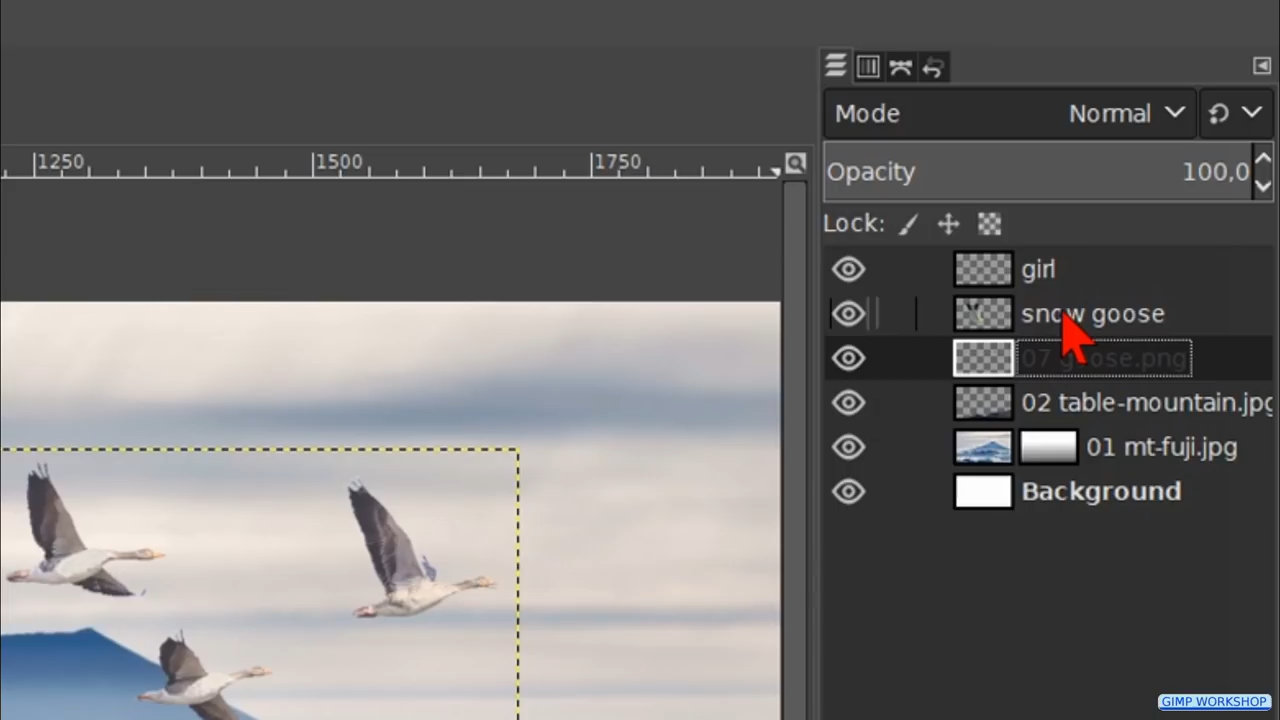 Mode Normal
1250 1500 1750
Opacity 100,0
Lock:
girl
snow goose
07 goose.png
02 table-mountain.jpg
01 mt-fuji.jpg
Background
GIMP WORKSHOP